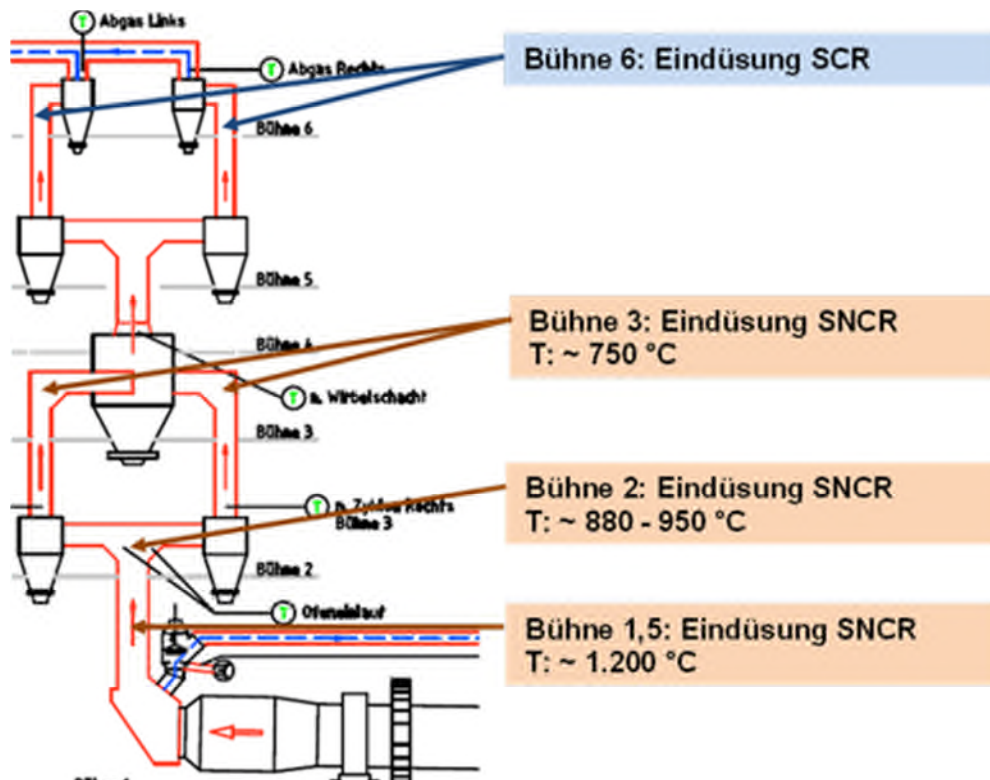 T Abgas Links
T Abgas Rechts
Bühne 6: Eindüsung SCR
Bühne 6
Bühne 5
Bühne 3: Eindüsung SNCR
T: ~ 750 °C
Bühne
T n. Wirbelschacht
Bühne 3
Bühne 2: Eindüsung SNCR
T: ~ 880 - 950 °C
T n. Rechts
Bühne 3
Bühne 2
T Ofeneinlauf
Bühne 1,5: Eindüsung SNCR
T: ~ 1.200 °C